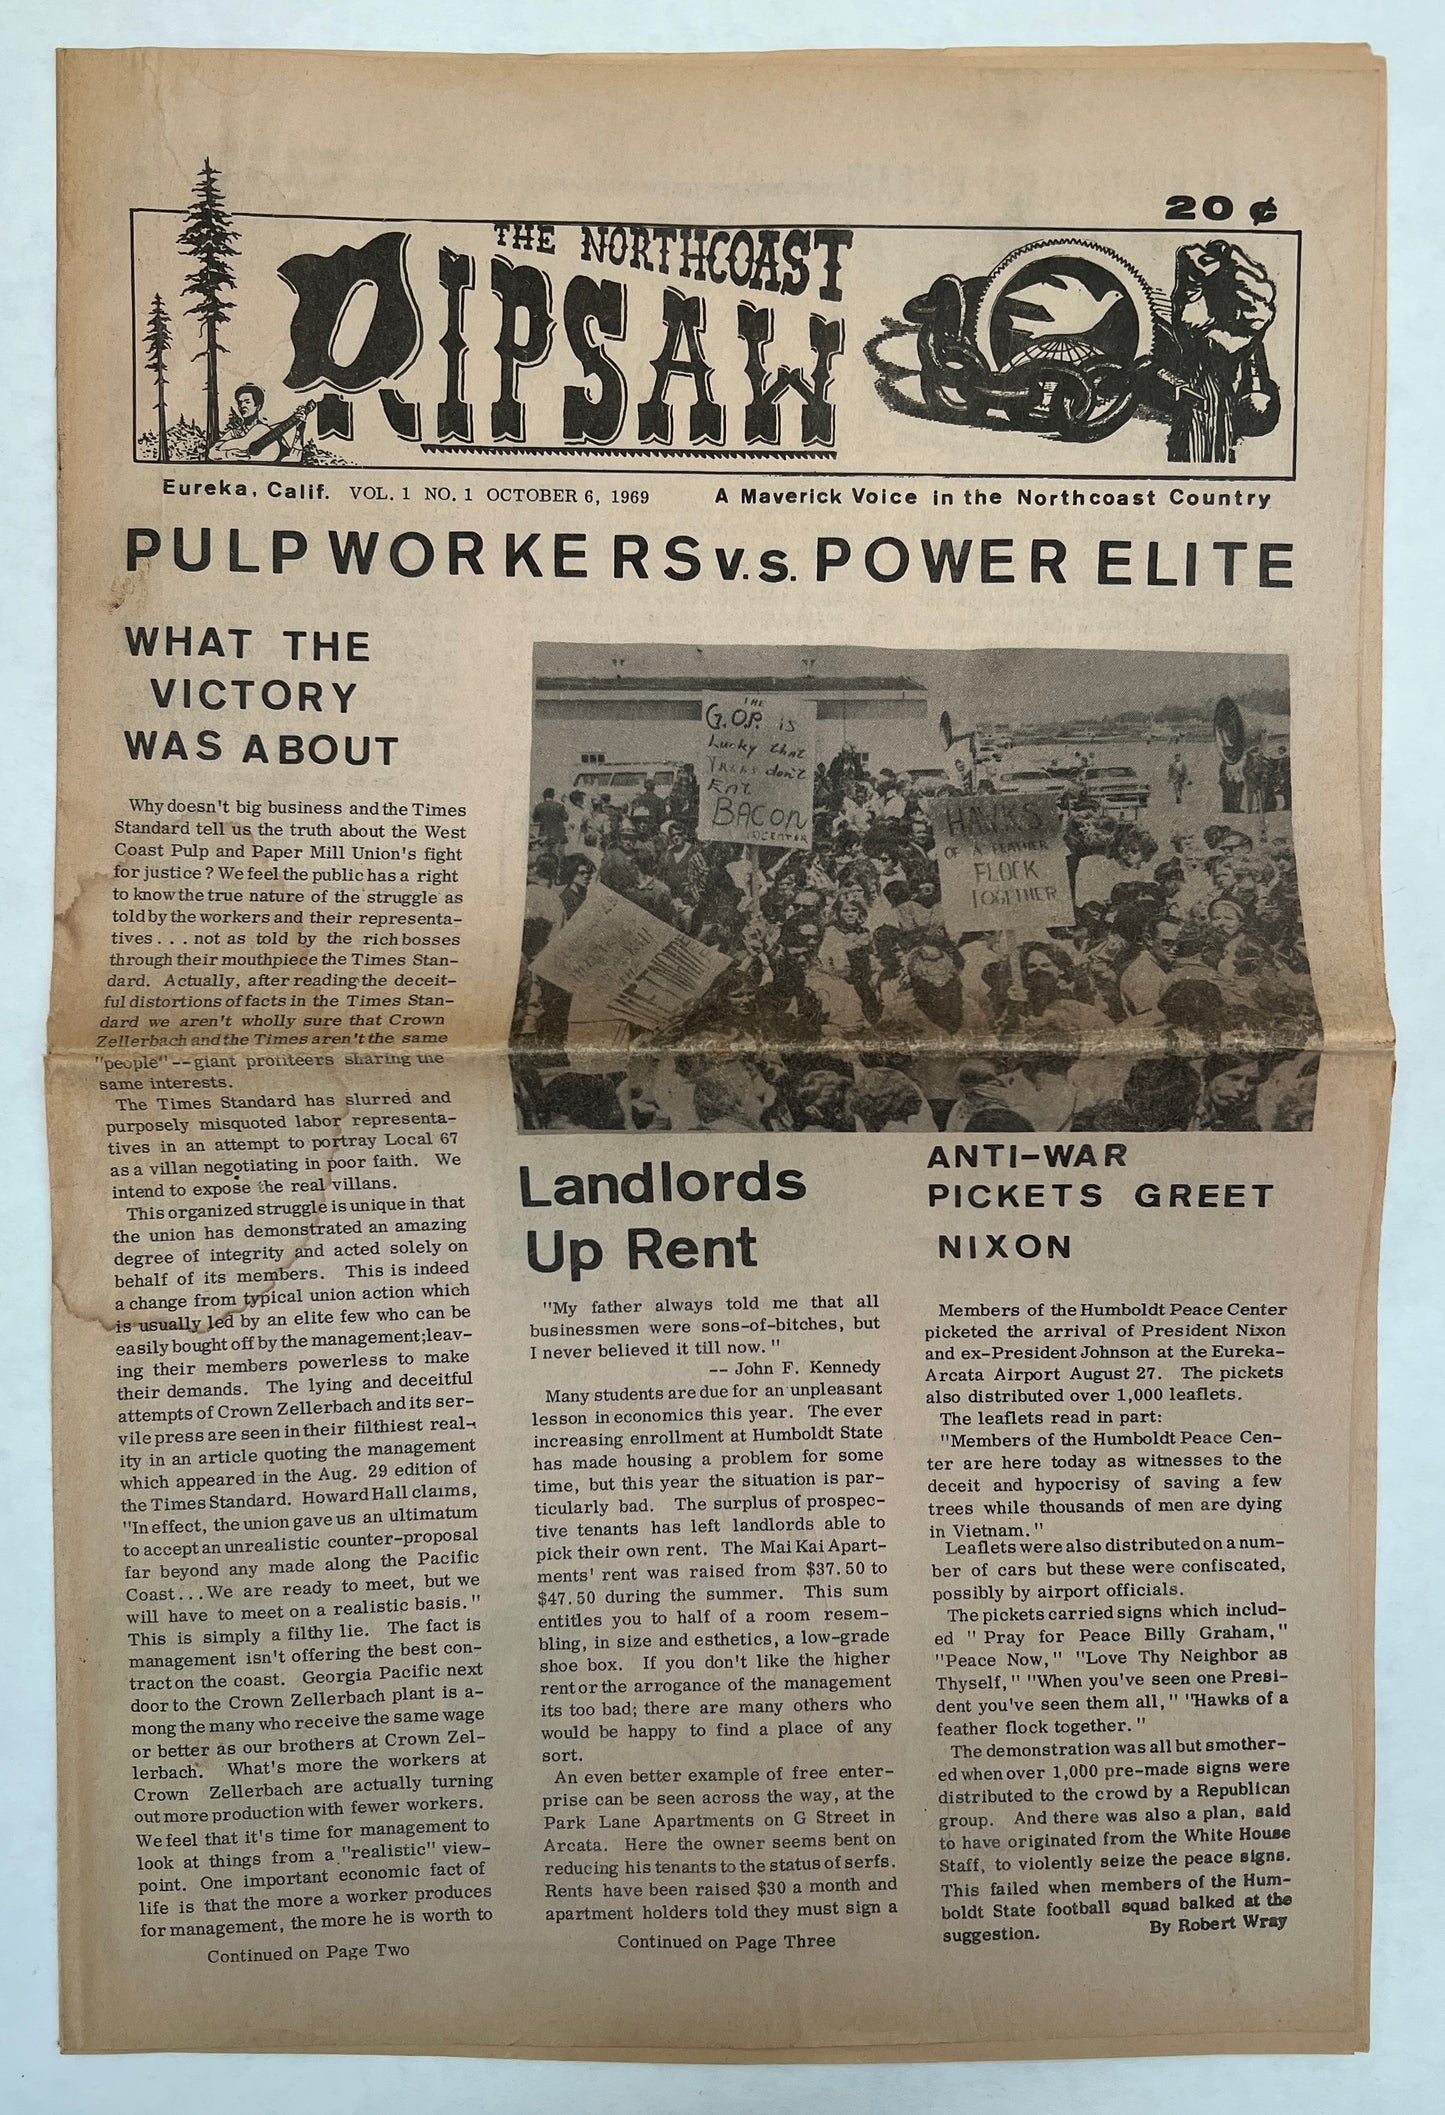 20 ¢
THE NORTHCOAST
RIPSAW
Eureka, Calif. VOL. 1 NO. 1 OCTOBER 6, 1969 A Maverick Voice in the Northcoast Country
PULP WORKERS v.s. POWER ELITE
WHAT THE
VICTORY
WAS ABOUT
Why doesn't big business and the Times
Standard tell us the truth about the West
Coast Pulp and Paper Mill Union's fight
for justice? We feel the public has a right
to know the true nature of the struggle as
told by the workers and their representa-
tives . . . not as told by the rich bosses
through their mouthpiece the Times Stan-
dard. Actually, after reading the deceit-
ful distortions of facts in the Times Stan-
dard we aren't wholly sure that Crown
Zellerbach and the Times aren't the same
"people" -- giant profiteers sharing the
same interests.
The Times Standard has slurred and
purposely misquoted labor representa-
tives in an attempt to portray Local 67
as a villan negotiating in poor faith. We
intend to expose the real villans.
This organized struggle is unique in that
the union has demonstrated an amazing
degree of integrity and acted solely on
behalf of its members. This is indeed
a change from typical union action which
is usually led by an elite few who can be
easily bought off by the management;leav-
ing their members powerless to make
their demands. The lying and deceitful
attempts of Crown Zellerbach and its ser-
vile press are seen in their filthiest real-
ity in an article quoting the management
which appeared in the Aug. 29 edition of
the Times Standard. Howard Hall claims,
"In effect, the union gave us an ultimatum
to accept an unrealistic counter-proposal
far beyond any made along the Pacific
Coast...We are ready to meet, but we
will have to meet on a realistic basis."
This is simply a filthy lie. The fact is
management isn't offering the best con-
tract on the coast. Georgia Pacific next
door to the Crown Zellerbach plant is a-
mong the many who receive the same wage
or better as our brothers at Crown Zel-
lerbach. What's more the workers at
Crown Zellerbach are actually turning
out more production with fewer workers.
We feel that it's time for management to
look at things from a "realistic" view-
point. One important economic fact of
life is that the more a worker produces
for management, the more he is worth to
Continued on Page Two
THE
G.O.P. is
Lucky that
don't
BACON
HAWKS
OF A FEATHER
FLOCK
TOGETHER
Landlords
Up Rent
"My father always told me that all
businessmen were sons-of-bitches, but
I never believed it till now."
-- John F. Kennedy
Many students are due for an unpleasant
lesson in economics this year. The ever
increasing enrollment at Humboldt State
has made housing a problem for some
time, but this year the situation is par-
ticularly bad. The surplus of prospec-
tive tenants has left landlords able to
pick their own rent. The Mai Kai Apart-
ments' rent was raised from $37.50 to
$47.50 during the summer. This sum
entitles you to half of a room resem-
bling, in size and esthetics, a low-grade
shoe box. If you don't like the higher
rent or the arrogance of the management
its too bad; there are many others who
would be happy to find a place of any
sort.
An even better example of free enter-
prise can be seen across the way, at the
Park Lane Apartments on G Street in
Arcata. Here the owner seems bent on
reducing his tenants to the status of serfs.
Rents have been raised $30 a month and
apartment holders told they must sign a
Continued on Page Three
ANTI-WAR
PICKETS GREET
NIXON
Members of the Humboldt Peace Center
picketed the arrival of President Nixon
and ex-President Johnson at the Eureka-
Arcata Airport August 27. The pickets
also distributed over 1,000 leaflets.
The leaflets read in part:
"Members of the Humboldt Peace Cen-
ter are here today as witnesses to the
deceit and hypocrisy of saving a few
trees while thousands of men are dying
in Vietnam."
Leaflets were also distributed on a num-
ber of cars but these were confiscated,
possibly by airport officials.
The pickets carried signs which includ-
ed " Pray for Peace Billy Graham,"
"Peace Now," "Love Thy Neighbor as
Thyself," "When you've seen one Presi-
dent you've seen them all," "Hawks of a
feather flock together."
The demonstration was all but smother-
ed when over 1,000 pre-made signs were
distributed to the crowd by a Republican
group. And there was also a plan, said
to have originated from the White House
Staff, to violently seize the peace signs.
This failed when members of the Hum-
boldt State football squad balked at the
suggestion. By Robert Wray